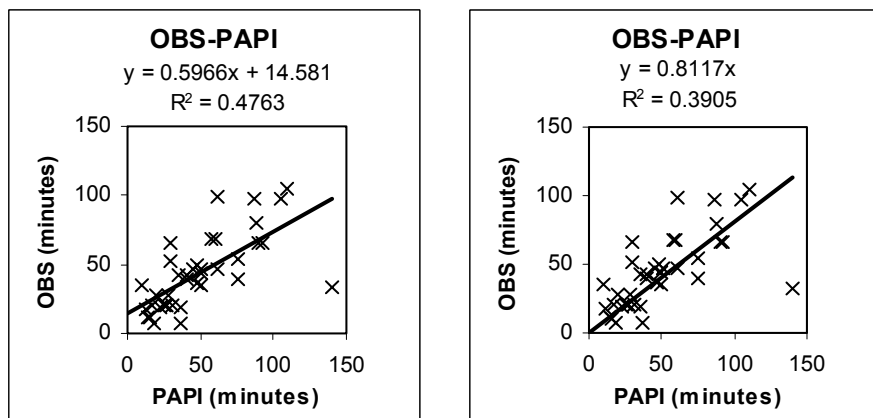 OBS-PAPI
y = 0.5966x + 14.581
R² = 0.4763
150
100
50
0
OBS (minutes)
0 50 100 150
PAPI (minutes)
OBS-PAPI
y = 0.8117x
R² = 0.3905
150
100
50
0
OBS (minutes)
0 50 100 150
PAPI (minutes)